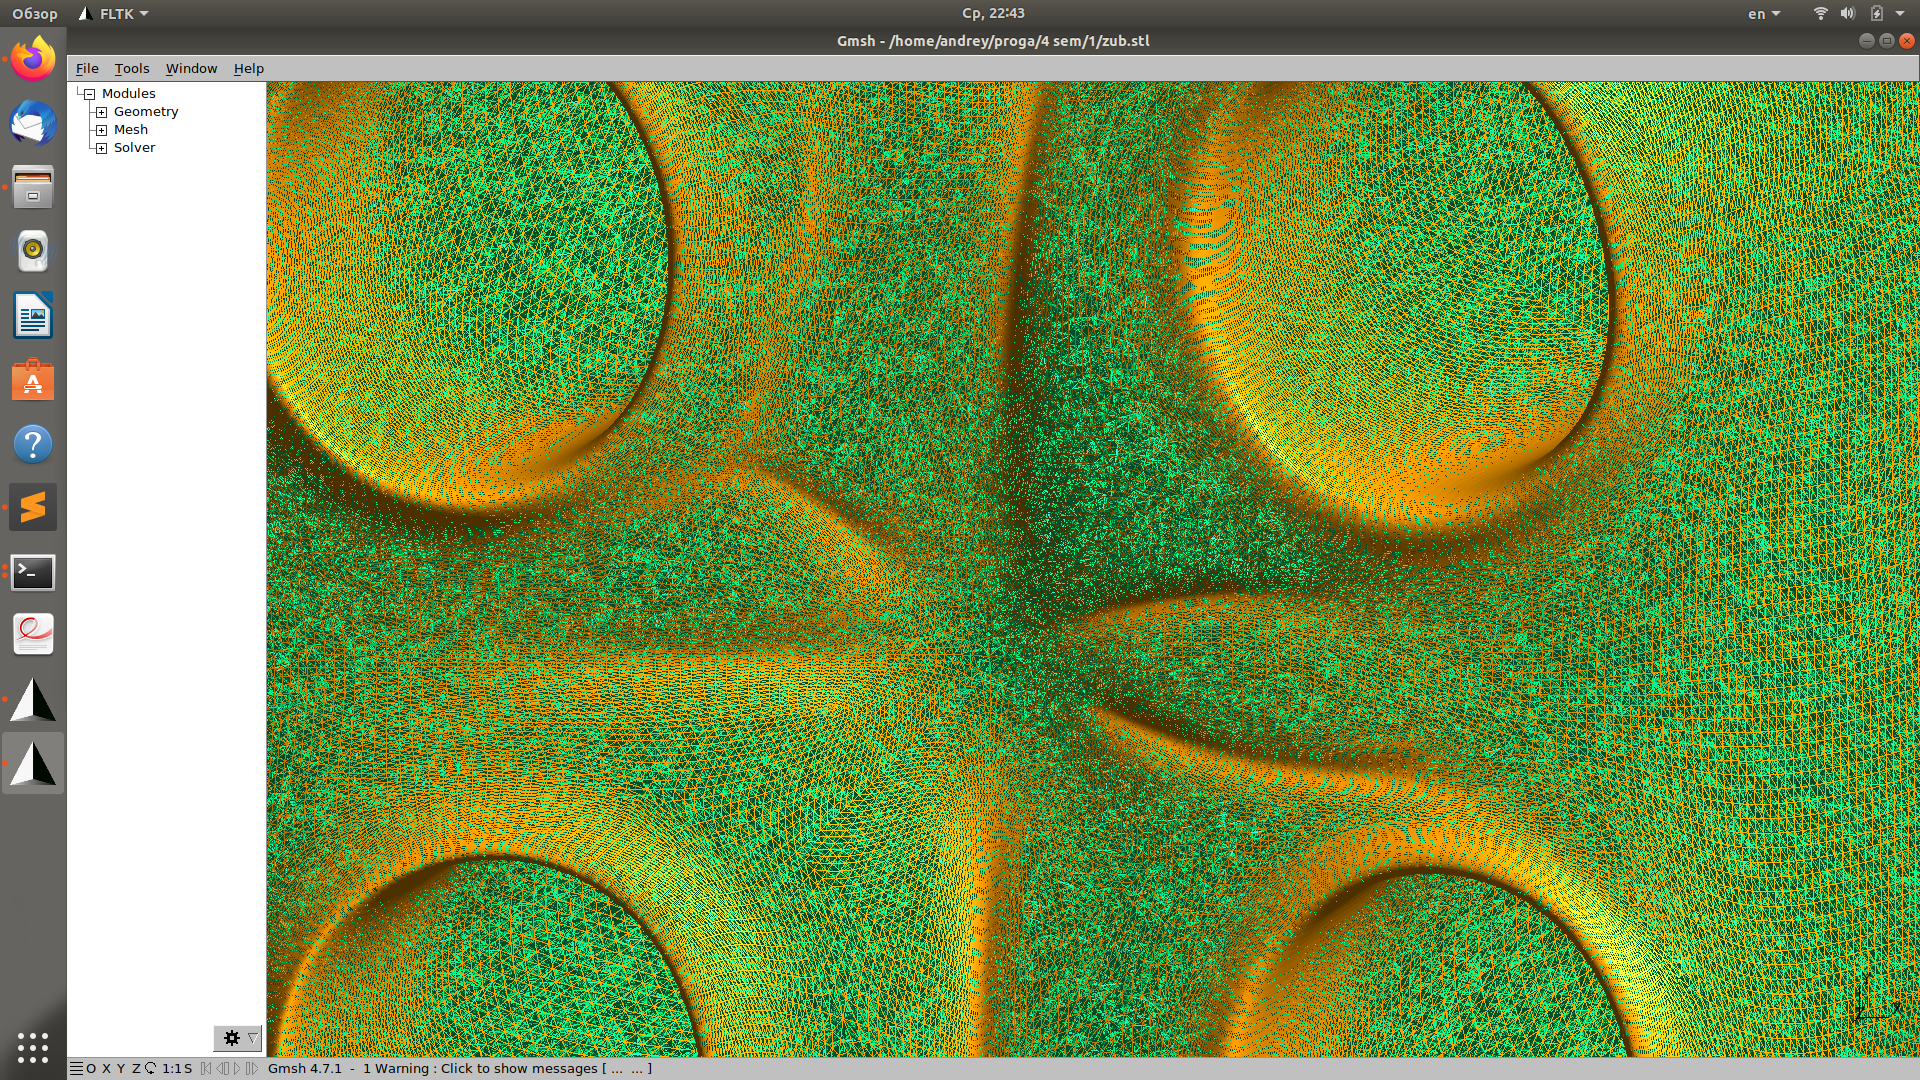 Обзор FLTK Ср, 22:43 en
Gmsh - /home/andrey/proga/4 sem/1/zub.stl
File Tools Window Help
Modules
Geometry
Mesh
Solver
O X Y Z 1:1 S Gmsh 4.7.1 - 1 Warning : Click to show messages [ ... ... ]